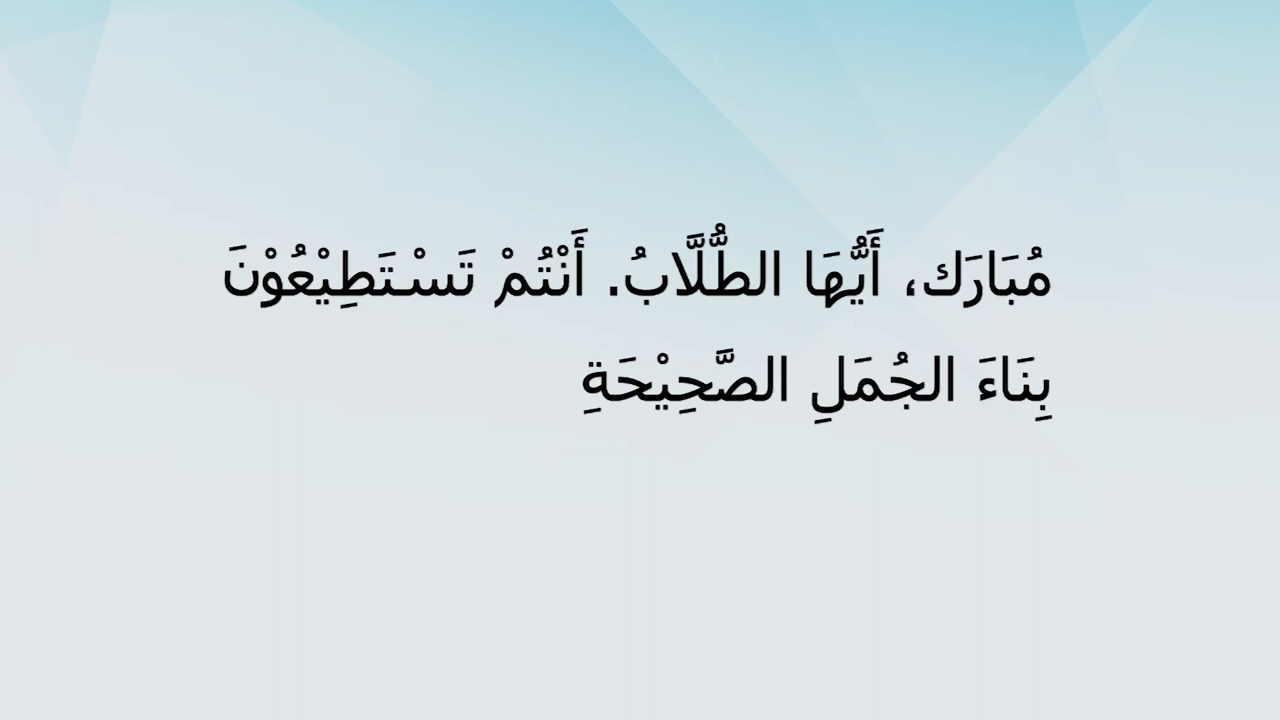 مُبَارَك، أَيُّهَا الطُّلَّابُ. أَنْتُمْ تَسْتَطِيْعُوْنَ
بِنَاءَ الجُمَلِ الصَّحِيْحَةِ